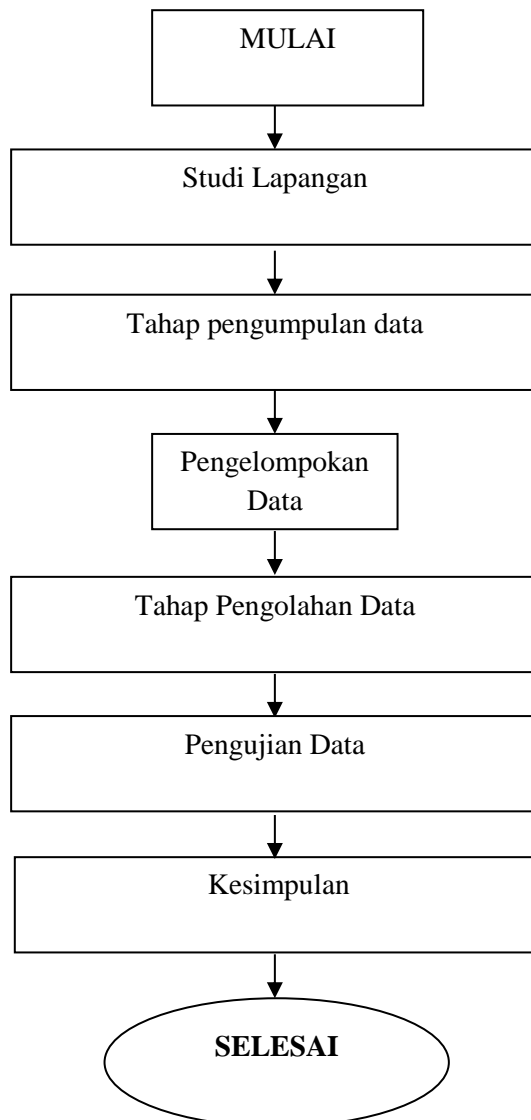 MULAI
Studi Lapangan
Tahap pengumpulan data
Pengelompokan
Data
Tahap Pengolahan Data
Pengujian Data
Kesimpulan
SELESAI